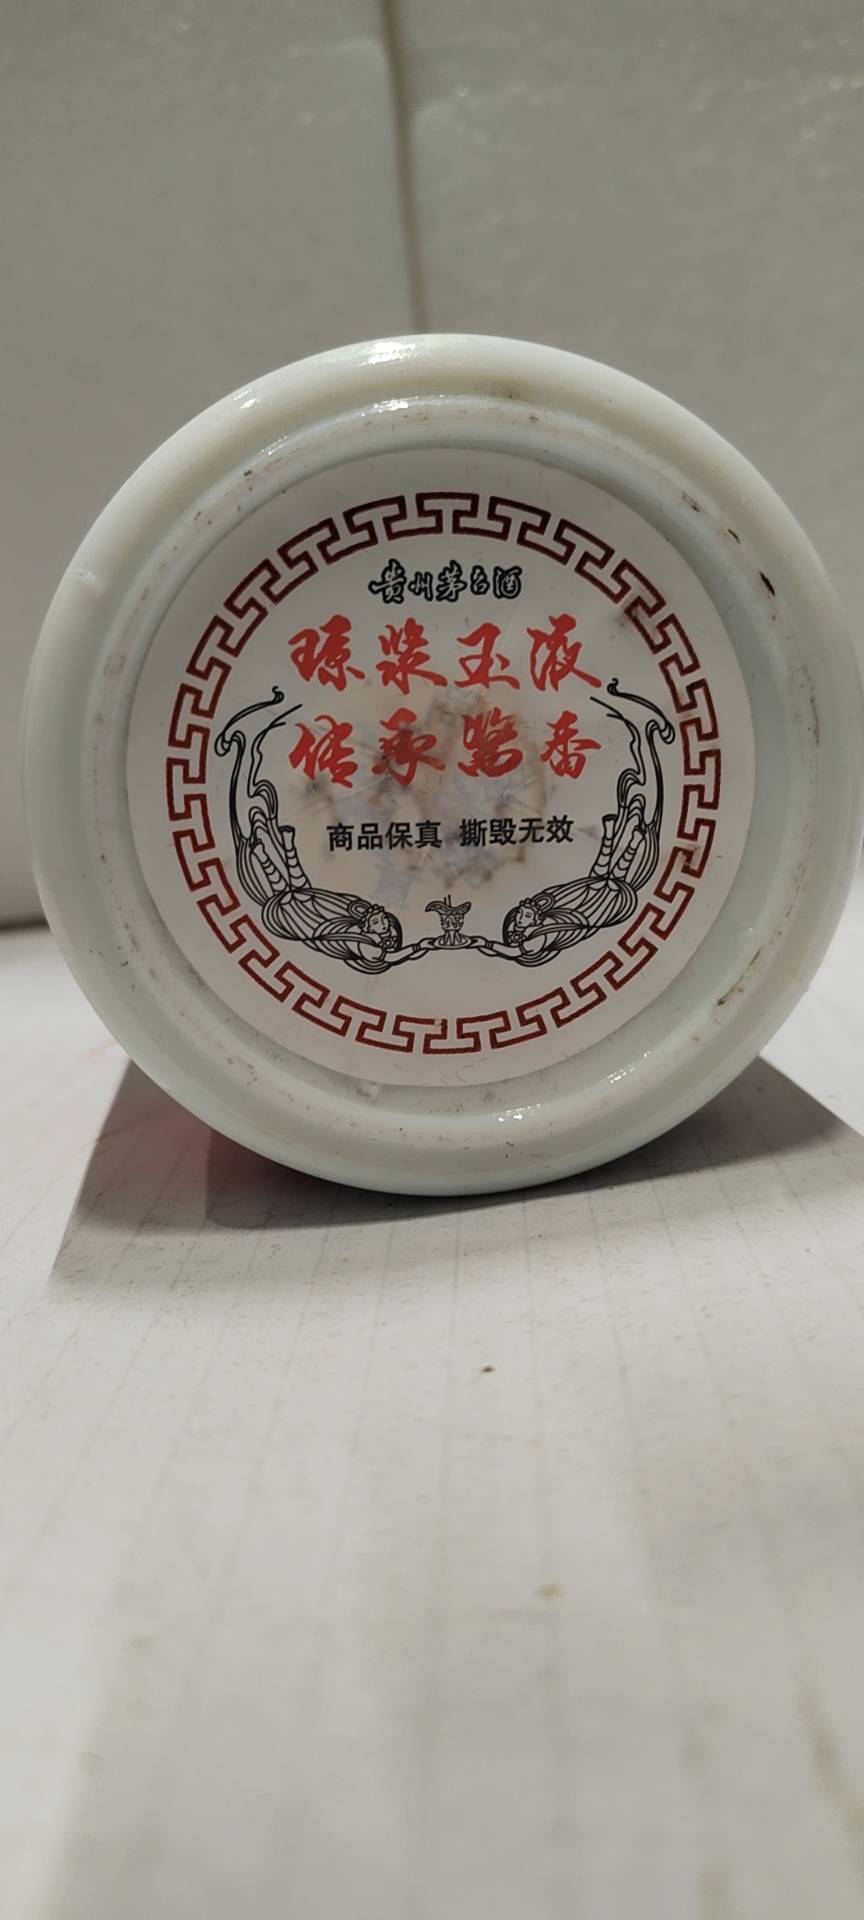 贵州茅台酒
琼浆玉液
传承酱香
商品保真 撕毁无效